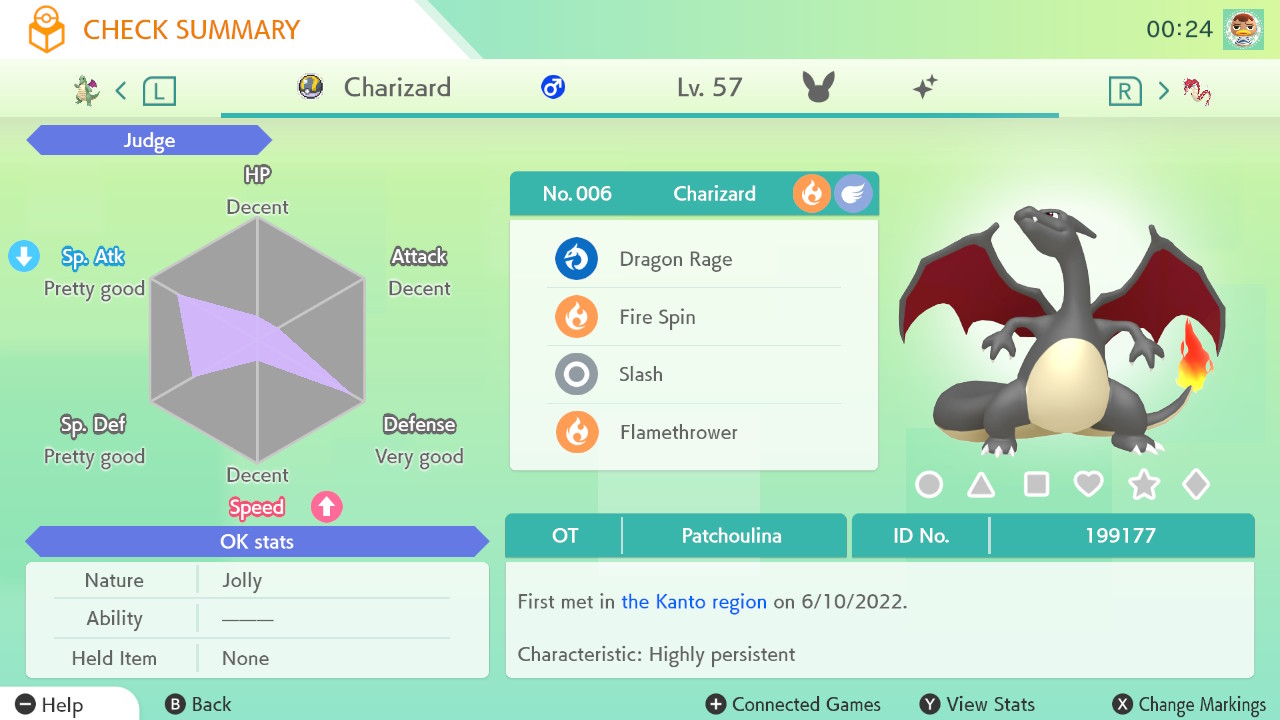 CHECK SUMMARY
00:24
L
Charizard
Lv. 57
R
Judge
HP
Decent
Sp. Atk
Pretty good
Attack
Decent
Sp. Def
Pretty good
Defense
Very good
Decent
Speed
OK stats
Nature Jolly
Ability ———
Held Item None
No. 006 Charizard
Dragon Rage
Fire Spin
Slash
Flamethrower
OT Patchoulina ID No. 199177
First met in the Kanto region on 6/10/2022.
Characteristic: Highly persistent
Help
B Back
Connected Games
Y View Stats
X Change Markings